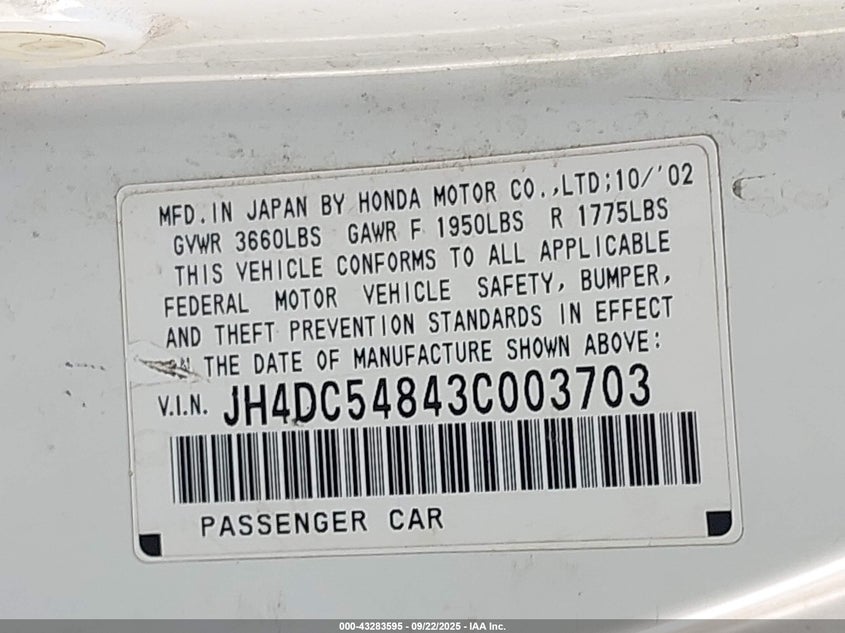 MFD. IN JAPAN BY HONDA MOTOR CO.,LTD;10/'02
GVWR 3660LBS GAWR F 1950LBS R 1775LBS
THIS VEHICLE CONFORMS TO ALL APPLICABLE
FEDERAL MOTOR VEHICLE SAFETY, BUMPER,
AND THEFT PREVENTION STANDARDS IN EFFECT
ON THE DATE OF MANUFACTURE SHOWN ABOVE:
V.I.N. JH4DC54843C003703
PASSENGER CAR
000-43283595 - 09/22/2025 - IAA Inc.